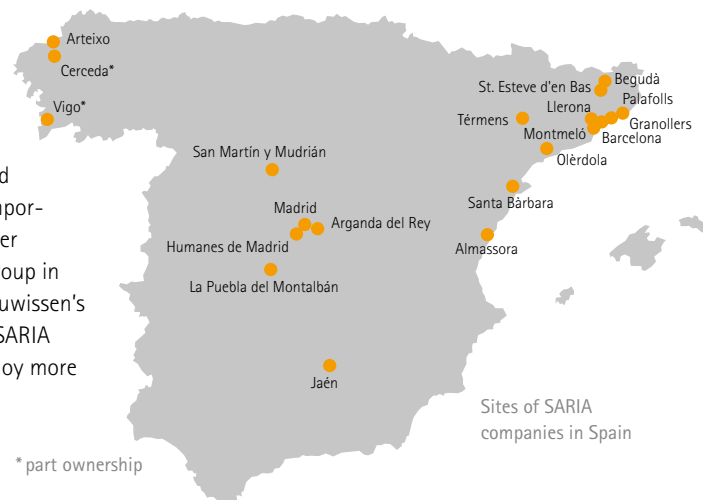 Arteixo
Cerceda*
Vigo*
St. Esteve d'en Bas
Begudà
Llerona
Palafolls
Térmens
Montmeló
Granollers
Barcelona
Olèrdola
San Martín y Mudrián
Santa Bàrbara
Madrid
Arganda del Rey
Humanes de Madrid
Almassora
La Puebla del Montalbán
Jaén
d
npor-
er
oup in
uwissen's
SARIA
oy more
Sites of SARIA
companies in Spain
* part ownership